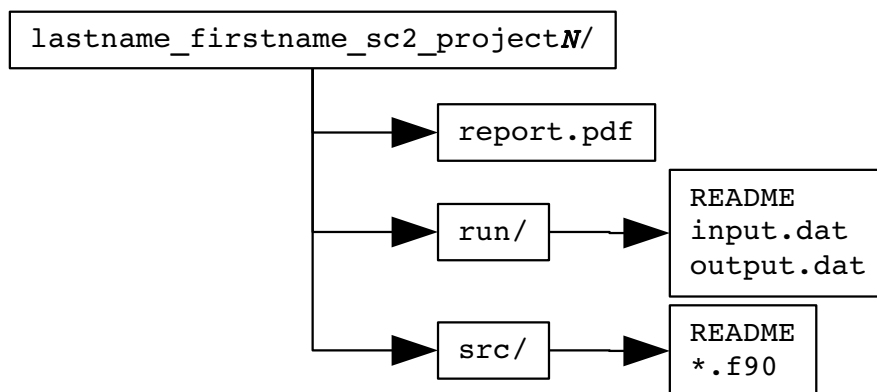 lastname_firstname_sc2_projectN/
report.pdf
run/
README
input.dat
output.dat
src/
README
*.f90